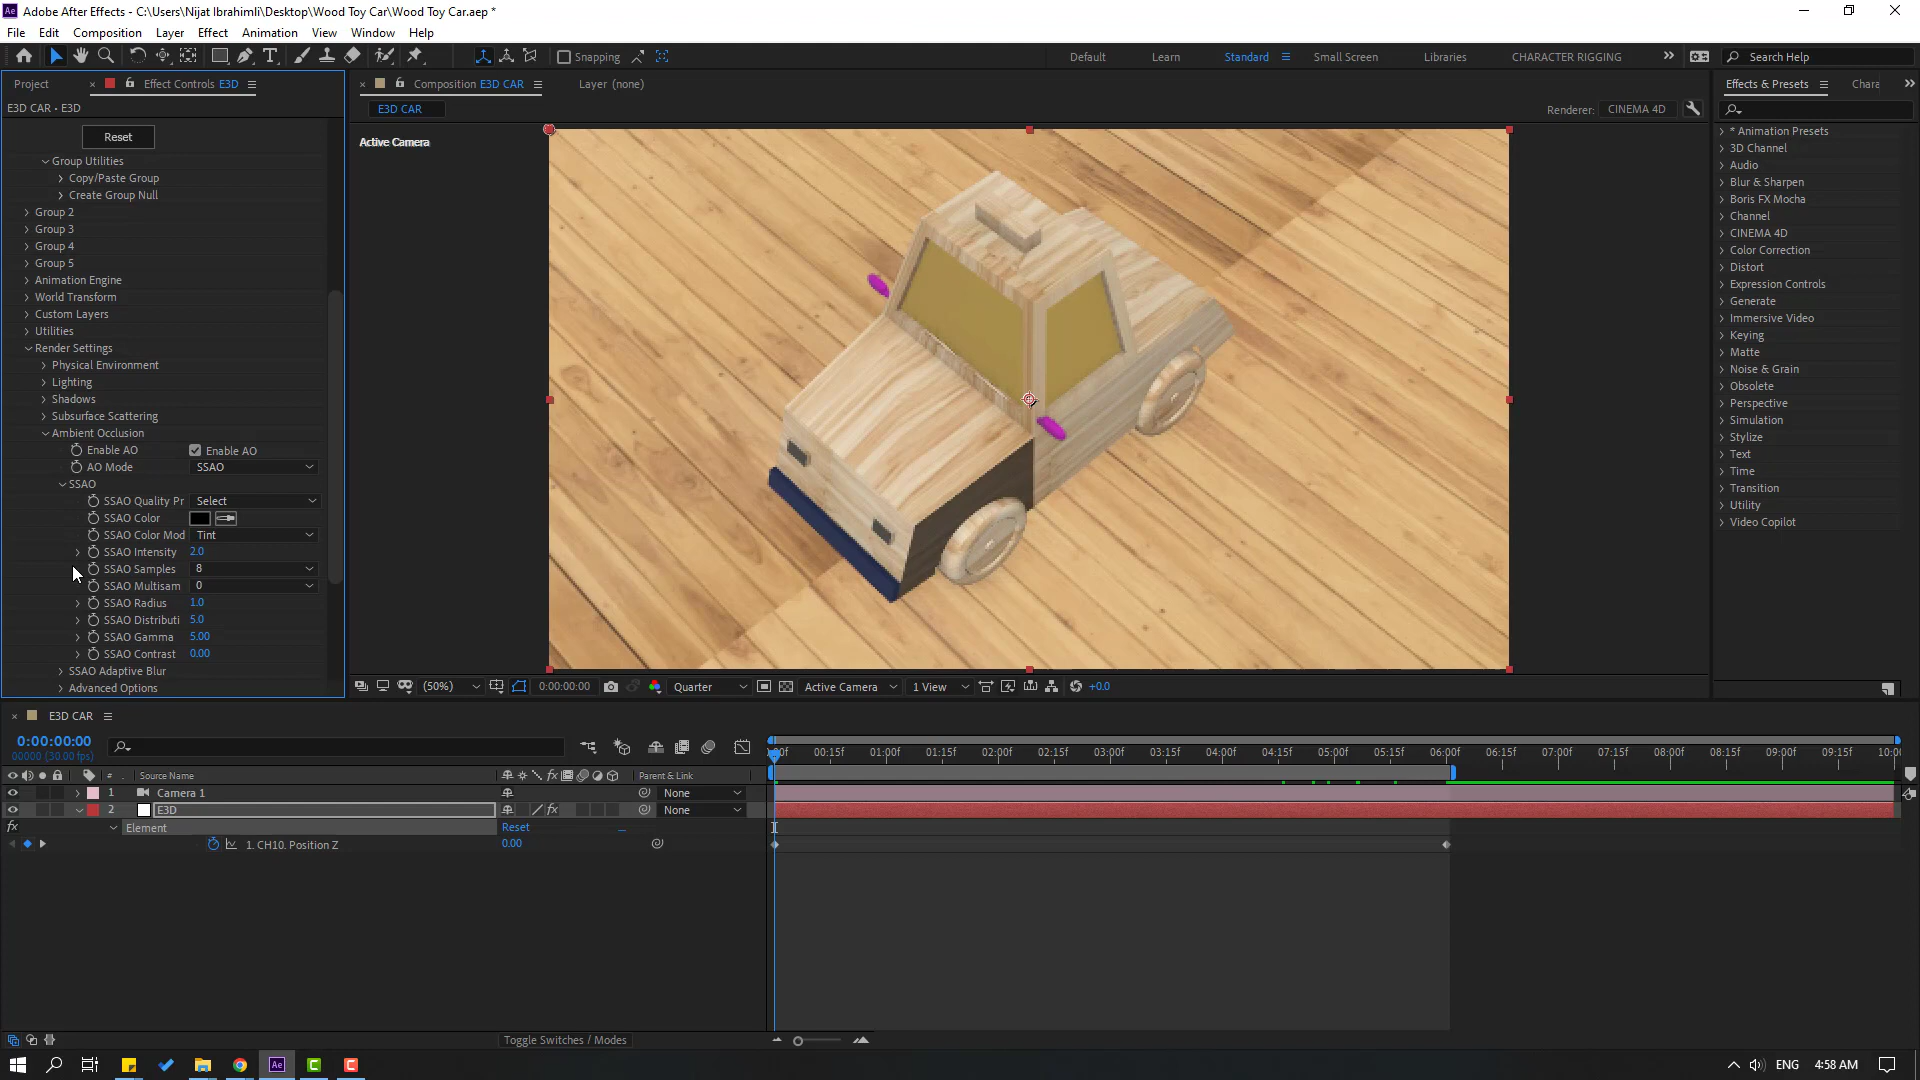 Adobe After Effects - C:\Users\Nijat Ibrahimli\Desktop\Wood Toy Car\Wood Toy Car.aep *
File Edit Composition Layer Effect Animation View Window Help
Snapping Default Learn Standard Small Screen Libraries CHARACTER RIGGING Search Help
Project Effect Controls E3D Composition E3D CAR Layer (none) Effects & Presets Chara
E3D CAR • E3D
E3D CAR
Renderer: CINEMA 4D
Reset
Group Utilities
Copy/Paste Group
Create Group Null
Group 2
Group 3
Group 4
Group 5
Animation Engine
World Transform
Custom Layers
Utilities
Render Settings
Physical Environment
Lighting
Shadows
Subsurface Scattering
Ambient Occlusion
Enable AO Enable AO
AO Mode SSAO
SSAO
SSAO Quality Pr Select
SSAO Color
SSAO Color Mod Tint
SSAO Intensity 2.0
SSAO Samples 8
SSAO Multisam 0
SSAO Radius 1.0
SSAO Distributi 5.0
SSAO Gamma 5.00
SSAO Contrast 0.00
SSAO Adaptive Blur
Advanced Options
Active Camera
(50%) 0:00:00:00 Quarter Active Camera 1 View +0.0
* Animation Presets
3D Channel
Audio
Blur & Sharpen
Boris FX Mocha
Channel
CINEMA 4D
Color Correction
Distort
Expression Controls
Generate
Immersive Video
Keying
Matte
Noise & Grain
Obsolete
Perspective
Simulation
Stylize
Text
Time
Transition
Utility
Video Copilot
E3D CAR
0:00:00:00
00000 (30.00 fps)
:00f 00:15f 01:00f 01:15f 02:00f 02:15f 03:00f 03:15f 04:00f 04:15f 05:00f 05:15f 06:00f 06:15f 07:00f 07:15f 08:00f 08:15f 09:00f 09:15f 10:00
# . Source Name fx Parent & Link
1 Camera 1 None
2 E3D fx None
fx Element Reset
1. CH10. Position Z 0.00
Toggle Switches / Modes
Ae C C ENG 4:58 AM